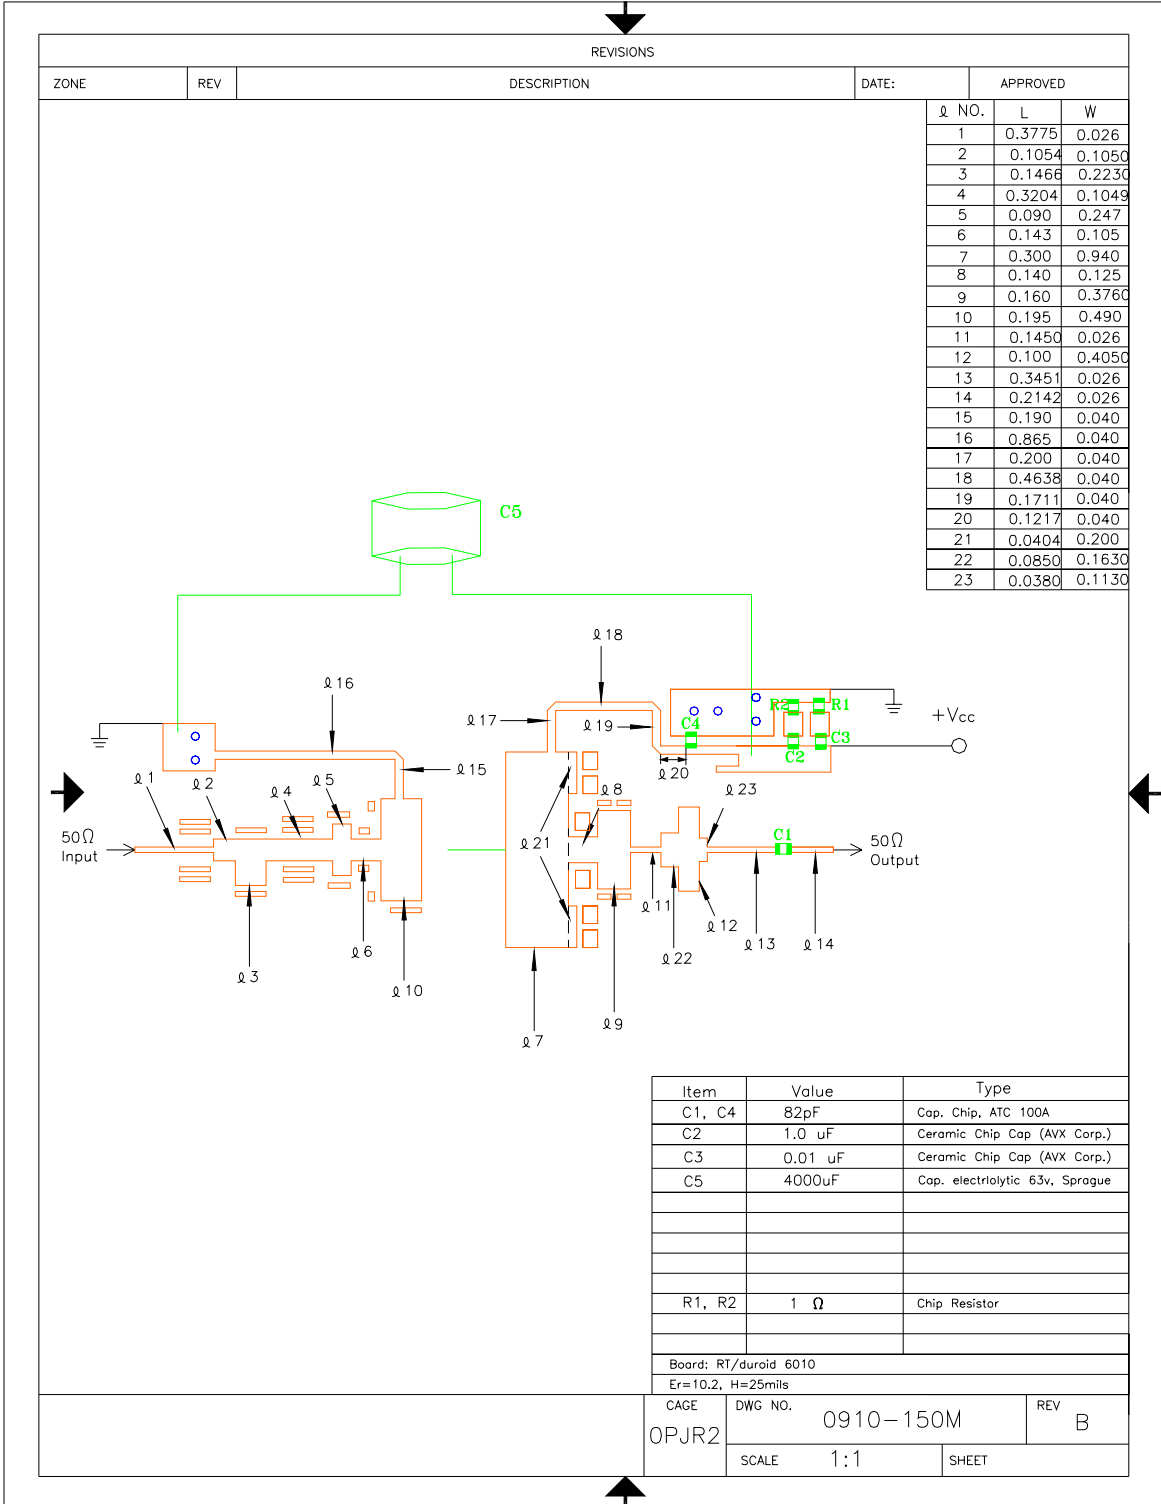 REVISIONS
ZONE REV DESCRIPTION DATE: APPROVED
ℓ NO. L W
1 0.3775 0.026
2 0.1054 0.1050
3 0.1466 0.2230
4 0.3204 0.1049
5 0.090 0.247
6 0.143 0.105
7 0.300 0.940
8 0.140 0.125
9 0.160 0.3760
10 0.195 0.490
11 0.1450 0.026
12 0.100 0.4050
13 0.3451 0.026
14 0.2142 0.026
15 0.190 0.040
16 0.865 0.040
17 0.200 0.040
18 0.4638 0.040
19 0.1711 0.040
20 0.1217 0.040
21 0.0404 0.200
22 0.0850 0.1630
23 0.0380 0.1130
C5
ℓ18
ℓ16
ℓ17 ℓ19 C4 R2 R1 +Vcc
C2 C3
ℓ15 ℓ20
ℓ1 ℓ2 ℓ4 ℓ5 ℓ8 ℓ23
50Ω
Input
ℓ21 C1
50Ω
Output
ℓ11 ℓ12
ℓ3 ℓ6 ℓ22 ℓ13 ℓ14
ℓ10
ℓ9
ℓ7
Item Value Type
C1, C4 82pF Cap. Chip, ATC 100A
C2 1.0 uF Ceramic Chip Cap (AVX Corp.)
C3 0.01 uF Ceramic Chip Cap (AVX Corp.)
C5 4000uF Cap. electrlolytic 63v, Sprague
R1, R2 1 Ω Chip Resistor
Board: RT/duroid 6010
Er=10.2, H=25mils
CAGE DWG NO. REV
0PJR2 0910-150M B
SCALE 1:1 SHEET